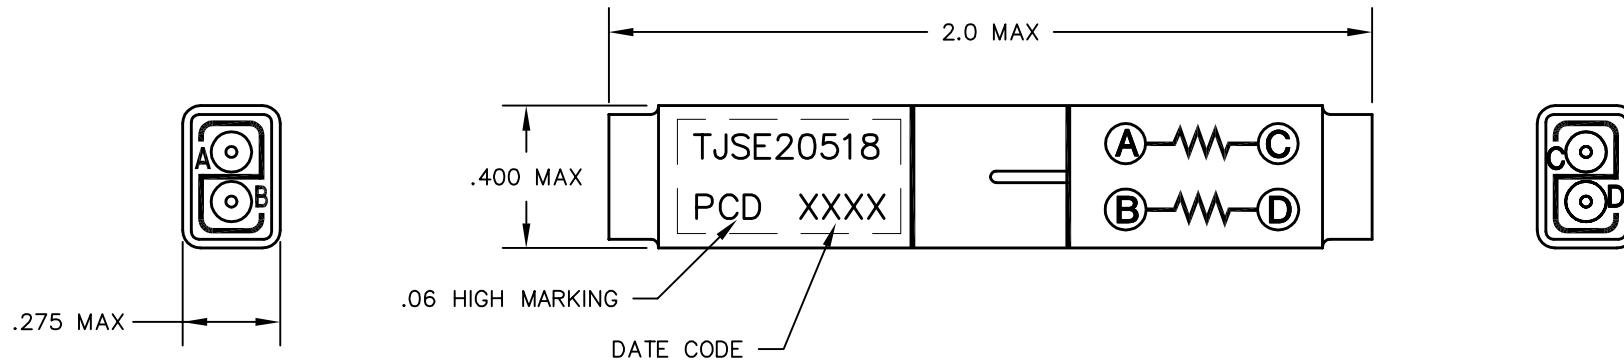 2.0 MAX
A
B
.275 MAX
.400 MAX
TJSE20518
PCD XXXX
.06 HIGH MARKING
DATE CODE
A C
B D
C
D